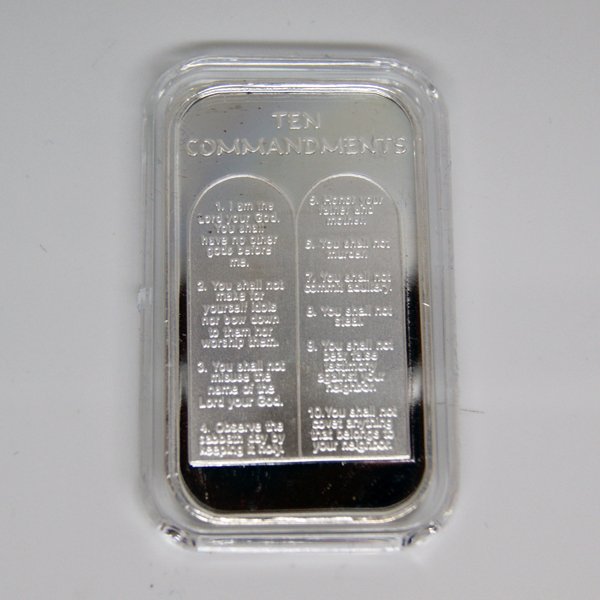 TEN
COMMANDMENTS
1. I am the
Lord your God.
You shall
have no other
gods before
me.
2. You shall not
make for
yourself idols
nor bow down
to them nor
worship them.
3. You shall not
misuse the
name of the
Lord your God.
4. Observe the
sabbath day by
keeping it holy.
5. Honor your
father and
mother.
6. You shall not
murder.
7. You shall not
commit adultery.
8. You shall not
steal.
9. You shall not
bear false
testimony
against your
neighbor.
10. You shall not
covet anything
that belongs to
your neighbor.